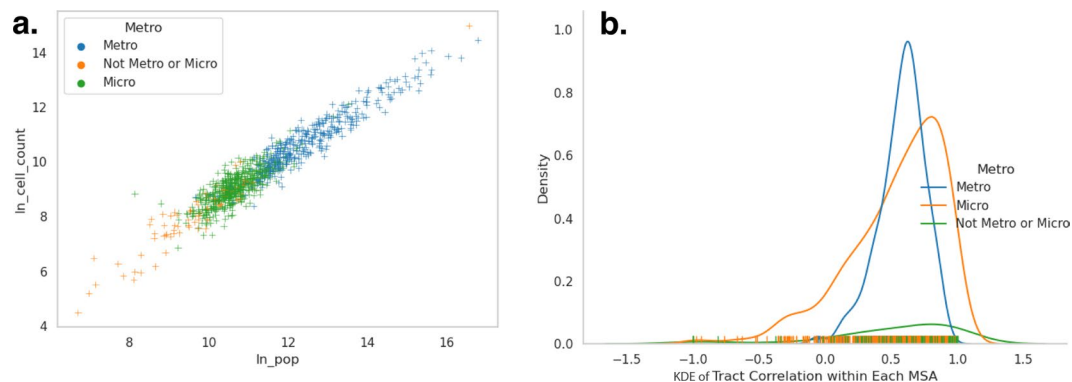 a.
Metro
Metro
Not Metro or Micro
Micro
14
12
10
8
6
4
ln_cell_count
8
10
12
14
16
ln_pop
b.
1.0
0.8
0.6
0.4
0.2
0.0
Density
Metro
Metro
Micro
Not Metro or Micro
−1.5
−1.0
−0.5
0.0
0.5
1.0
1.5
KDE of Tract Correlation within Each MSA